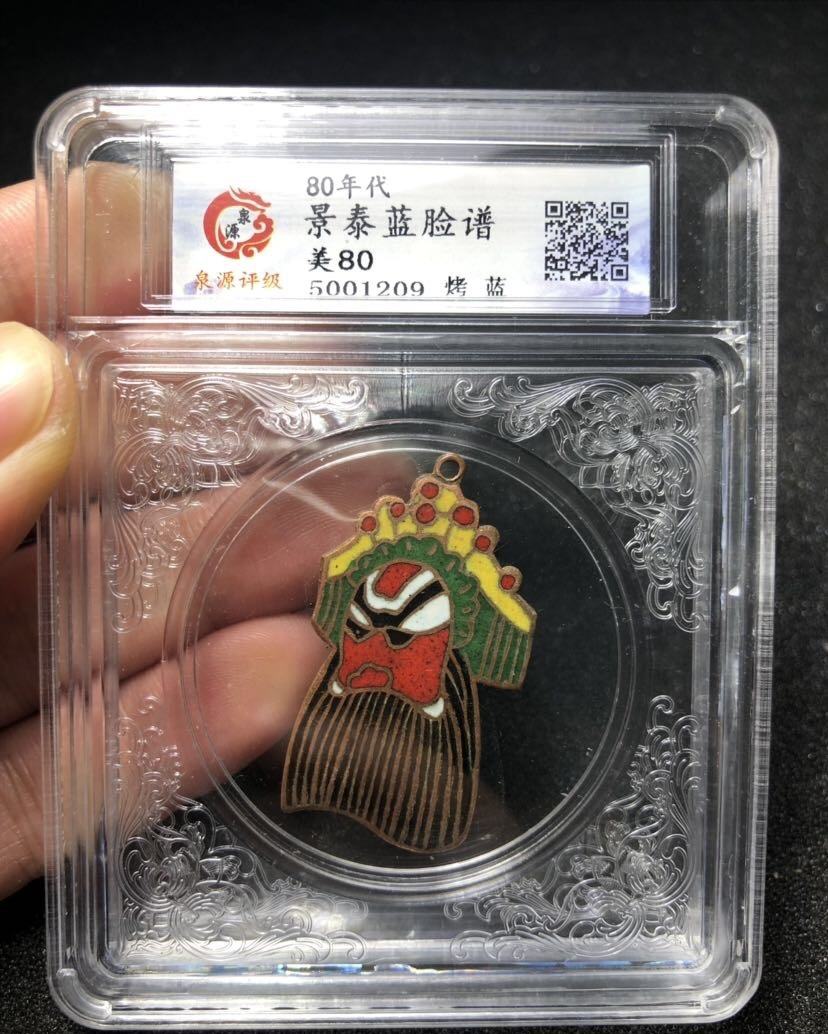 泉源
泉源评级
80年代
景泰蓝脸谱
美80
5001209 烤 蓝